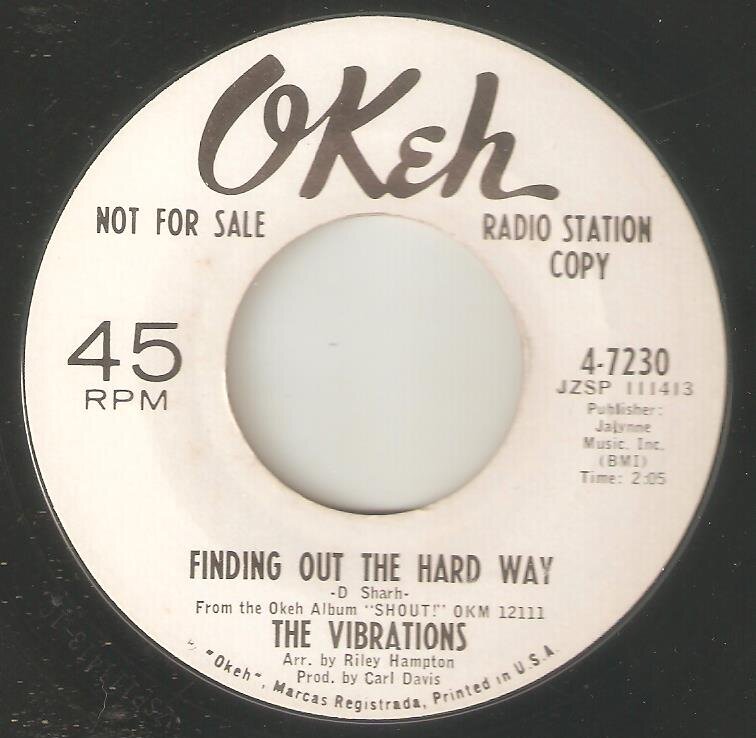 OKeh
NOT FOR SALE
RADIO STATION
COPY
45
RPM
4-7230
JZSP 111413
Publisher:
Jalynne
Music, Inc.
(BMI)
Time: 2:05
FINDING OUT THE HARD WAY
-D Sharh-
From the Okeh Album "SHOUT!" OKM 12111
THE VIBRATIONS
Arr. by Riley Hampton
Prod. by Carl Davis
"Okeh", Marcas Registrada, Printed in U.S.A.